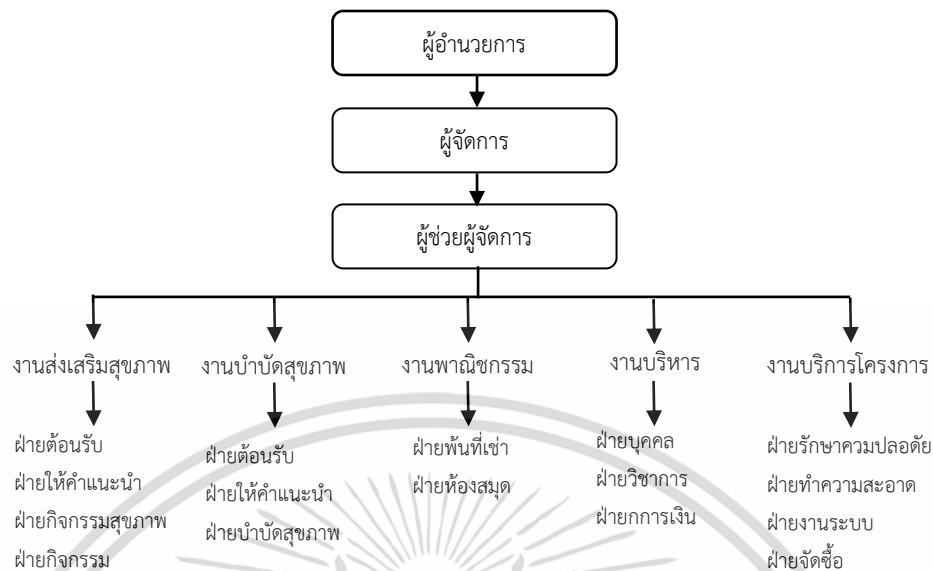 ผู้อำนวยการ
ผู้จัดการ
ผู้ช่วยผู้จัดการ
งานส่งเสริมสุขภาพ
ฝ่ายต้อนรับ
ฝ่ายให้คำแนะนำ
ฝ่ายกิจกรรมสุขภาพ
ฝ่ายกิจกรรม
งานบำบัดสุขภาพ
ฝ่ายต้อนรับ
ฝ่ายให้คำแนะนำ
ฝ่ายบำบัดสุขภาพ
งานพาณิชกรรม
ฝ่ายพ้นที่เช่า
ฝ่ายห้องสมุด
งานบริหาร
ฝ่ายบุคคล
ฝ่ายวิชาการ
ฝ่ายกการเงิน
งานบริการโครงการ
ฝ่ายรักษาควมปลอดัย
ฝ่ายทำความสะอาด
ฝ่ายงานระบบ
ฝ่ายจัดซื้อ